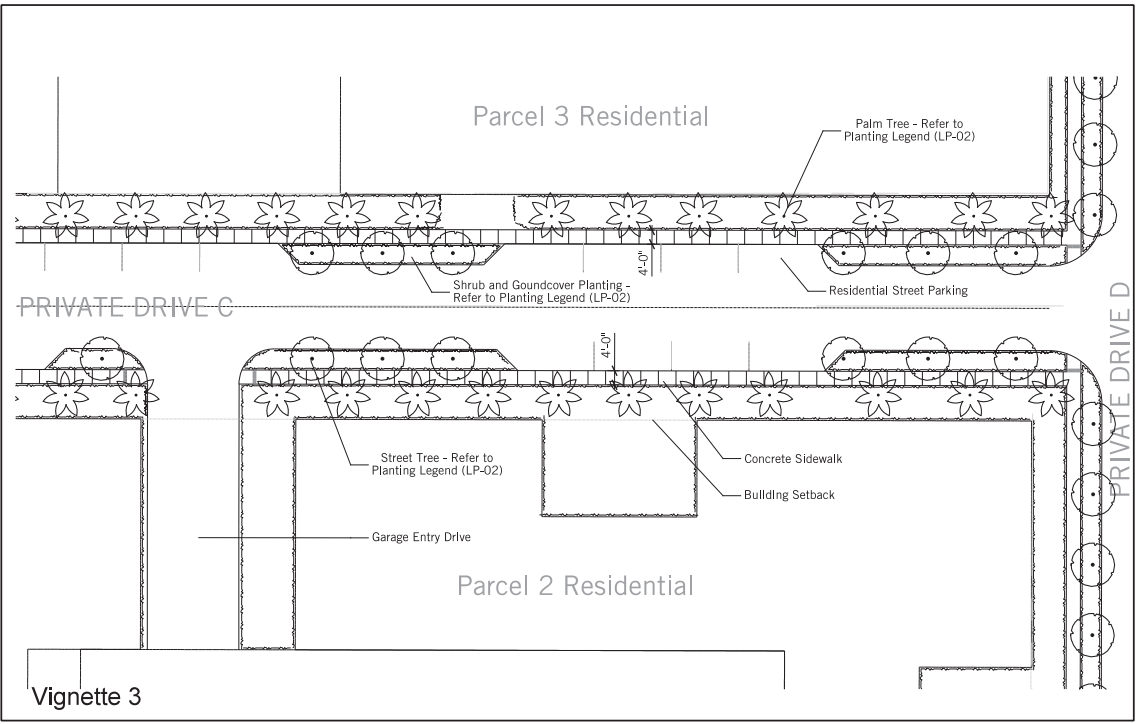 Parcel 3 Residential
Palm Tree - Refer to
Planting Legend (LP-02)
4'-0"
Shrub and Goundcover Planting -
Refer to Planting Legend (LP-02)
Residential Street Parking
PRIVATE DRIVE C
PRIVATE DRIVE D
4'-0"
Street Tree - Refer to
Planting Legend (LP-02)
Concrete Sidewalk
Building Setback
Garage Entry Drive
Parcel 2 Residential
Vignette 3